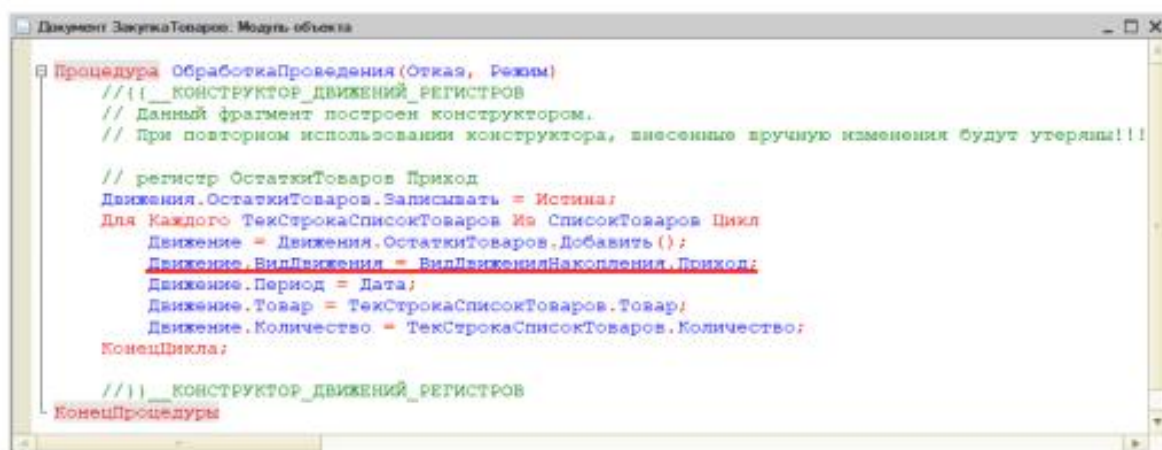 Документ ЗакупкаТоваров: Модуль объекта
Процедура ОбработкаПроведения(Отказ, Режим)
//{{__КОНСТРУКТОР_ДВИЖЕНИЙ_РЕГИСТРОВ
// Данный фрагмент построен конструктором.
// При повторном использовании конструктора, внесенные вручную изменения будут утеряны!!!
// регистр ОстаткиТоваров Приход
Движения.ОстаткиТоваров.Записывать = Истина;
Для Каждого ТекСтрокаСписокТоваров Из СписокТоваров Цикл
Движение = Движения.ОстаткиТоваров.Добавить();
Движение.ВидДвижения = ВидДвиженияНакопления.Приход;
Движение.Период = Дата;
Движение.Товар = ТекСтрокаСписокТоваров.Товар;
Движение.Количество = ТекСтрокаСписокТоваров.Количество;
КонецЦикла;
//}}__КОНСТРУКТОР_ДВИЖЕНИЙ_РЕГИСТРОВ
КонецПроцедуры